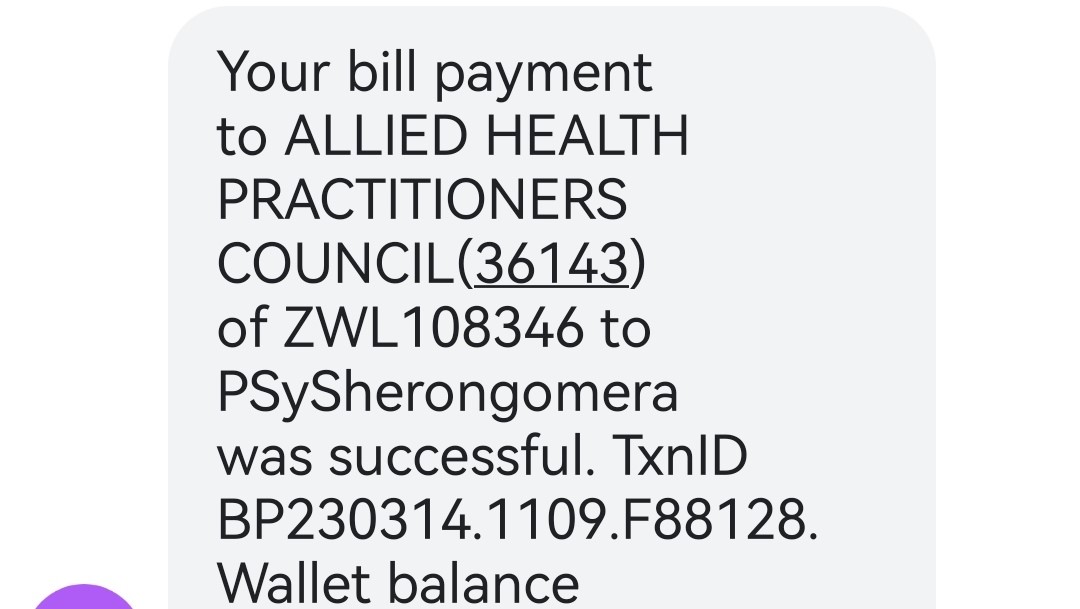 Your bill payment
to ALLIED HEALTH
PRACTITIONERS
COUNCIL(36143)
of ZWL108346 to
PSySherongomera
was successful. TxnID
BP230314.1109.F88128.
Wallet balance